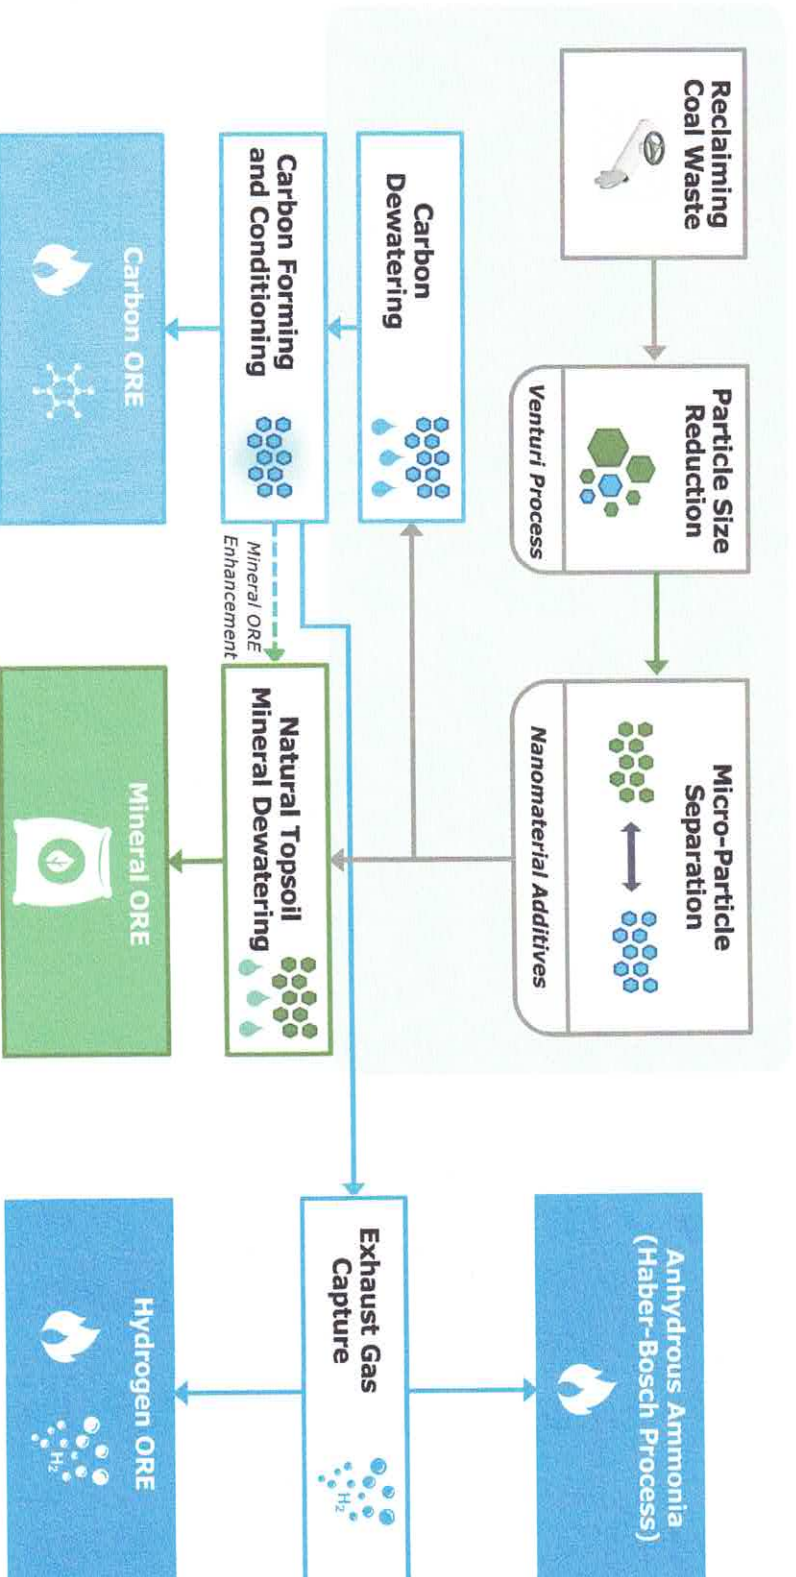 Reclaiming
Coal Waste
Particle Size
Reduction
Venturi Process
Micro-Particle
Separation
Nanomaterial Additives
Carbon
Dewatering
Carbon Forming
and Conditioning
Mineral ORE
Enhancement
Natural Topsoil
Mineral Dewatering
Carbon ORE
Mineral ORE
Anhydrous Ammonia
(Haber-Bosch Process)
Exhaust Gas
Capture
H₂
Hydrogen ORE
H₂